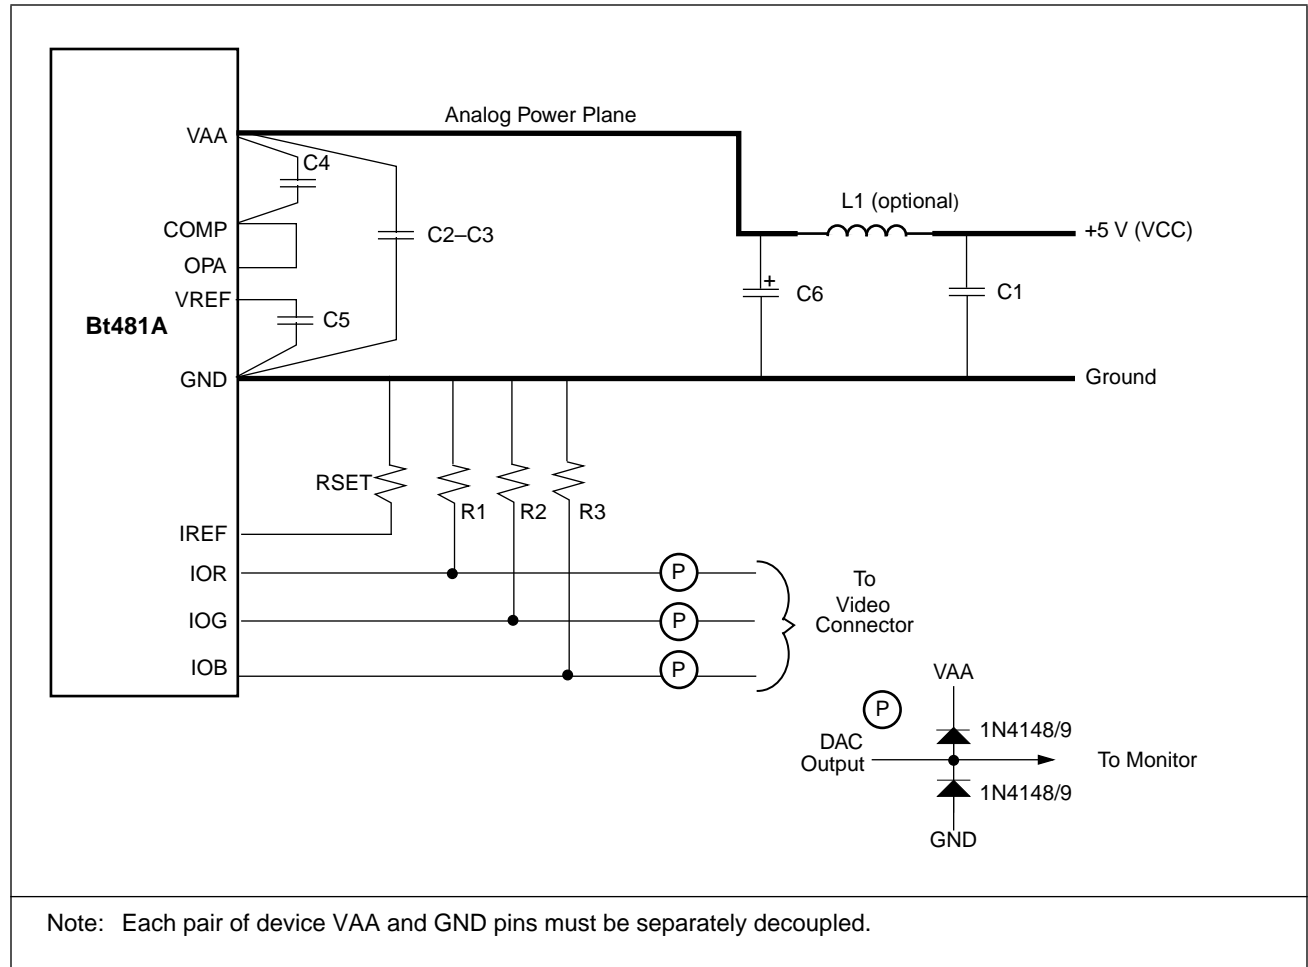 Analog Power Plane
VAA
C4
L1 (optional)
COMP
C2–C3
+5 V (VCC)
OPA
+
C6
C1
VREF
C5
Bt481A
GND
Ground
RSET
R1
R2
R3
IREF
IOR
P
To
Video
Connector
IOG
P
IOB
P
VAA
P
1N4148/9
DAC
Output
To Monitor
1N4148/9
GND
Note: Each pair of device VAA and GND pins must be separately decoupled.